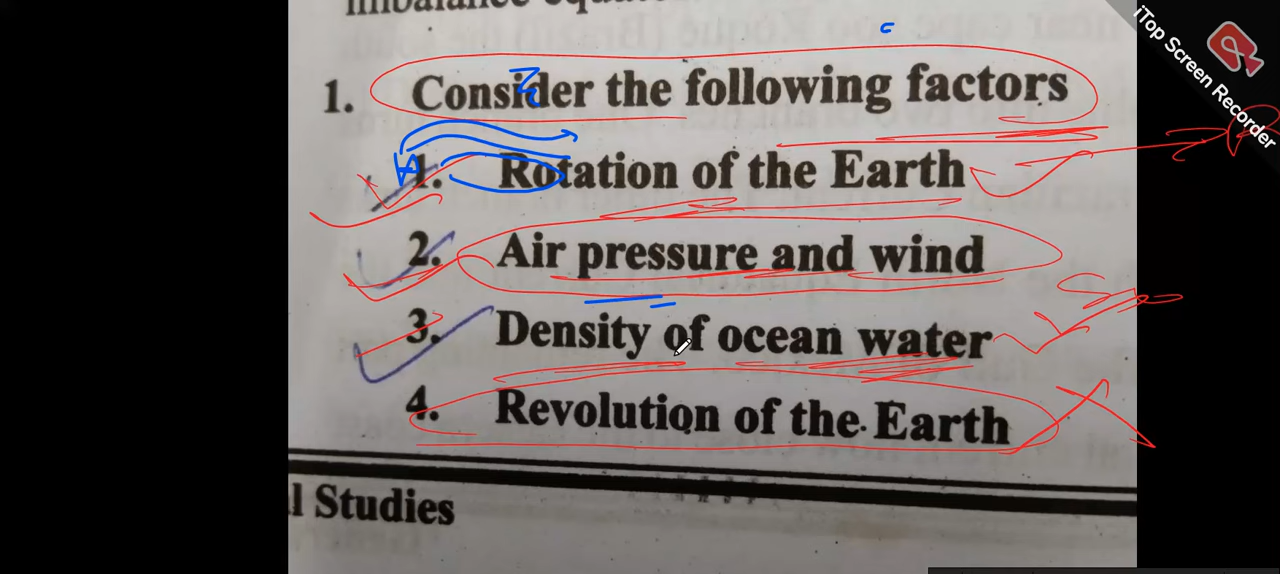 1. Consider the following factors
1. Rotation of the Earth
2. Air pressure and wind
3. Density of ocean water
4. Revolution of the Earth
l Studies
iTop Screen Recorder